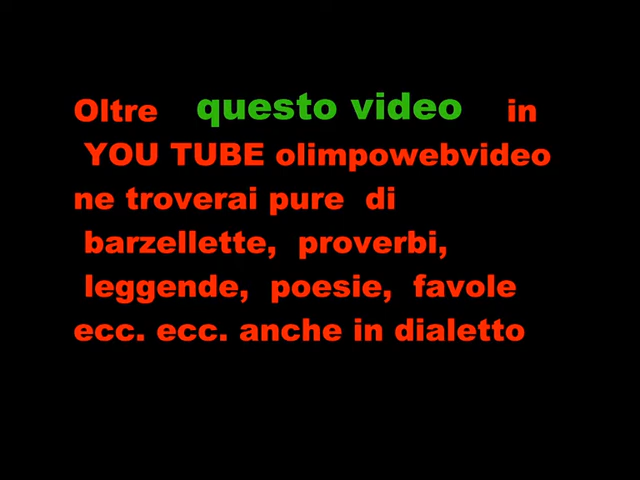 Oltre questo video in
YOU TUBE olimpowebvideo
ne troverai pure di
barzellette, proverbi,
leggende, poesie, favole
ecc. ecc. anche in dialetto